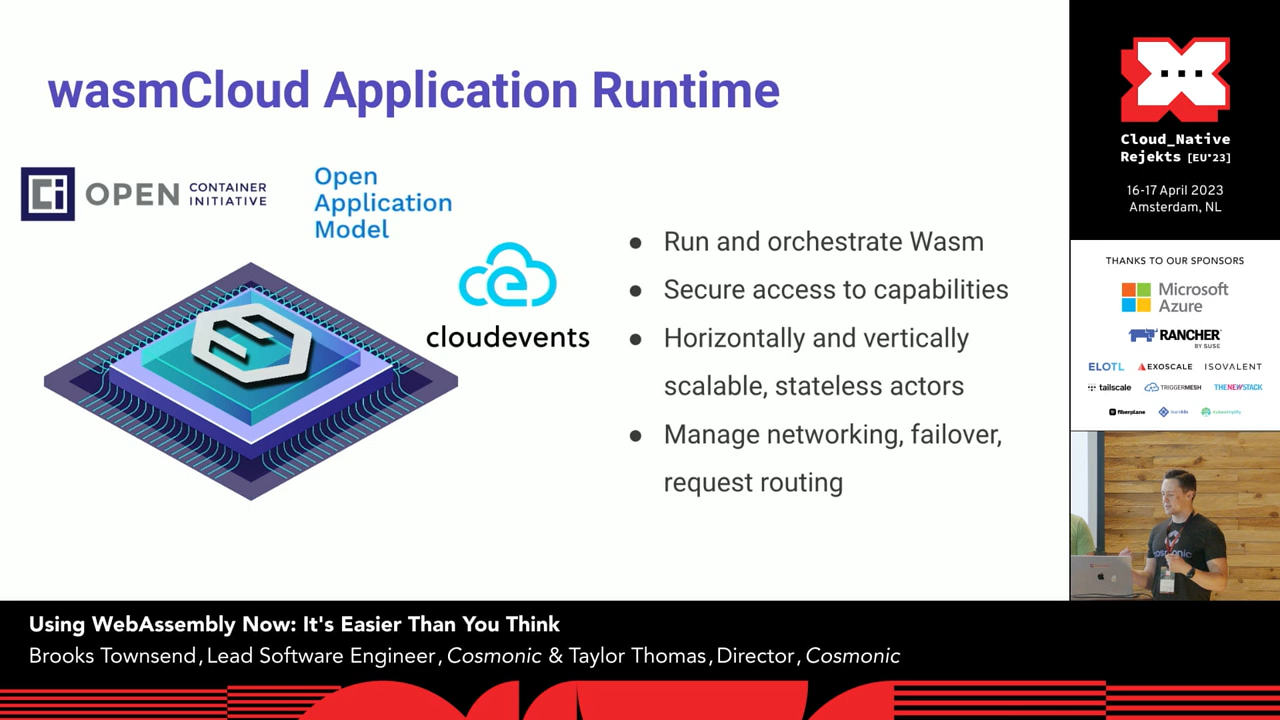 wasmCloud Application Runtime
OPEN CONTAINER INITIATIVE
Open
Application
Model
cloudevents
● Run and orchestrate Wasm
● Secure access to capabilities
● Horizontally and vertically
scalable, stateless actors
● Manage networking, failover,
request routing
Cloud_Native
Rejekts [EU'23]
16-17 April 2023
Amsterdam, NL
THANKS TO OUR SPONSORS
Microsoft
Azure
RANCHER
BY SUSE
ELOTL EXOSCALE ISOVALENT
tailscale TRIGGERMESH THENEWSTACK
fiberplane
cosmonic
Using WebAssembly Now: It's Easier Than You Think
Brooks Townsend, Lead Software Engineer, Cosmonic & Taylor Thomas, Director, Cosmonic